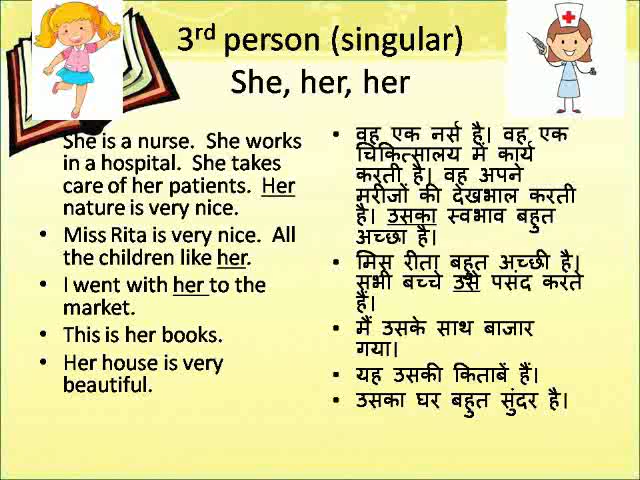 3rd person (singular)
She, her, her
She is a nurse. She works
in a hospital. She takes
care of her patients. Her
nature is very nice.
• Miss Rita is very nice. All
the children like her.
• I went with her to the
market.
• This is her books.
• Her house is very
beautiful.
• वह एक नर्स है। वह एक
चिकित्सालय में कार्य
करती है। वह अपने
मरीजों की देखभाल करती
है। उसका स्वभाव बहुत
अच्छा है।
• मिस रीता बहुत अच्छी है।
सभी बच्चे उसे पसंद करते
हैं।
• मैं उसके साथ बाजार
गया।
• यह उसकी किताबें हैं।
• उसका घर बहुत सुंदर है।